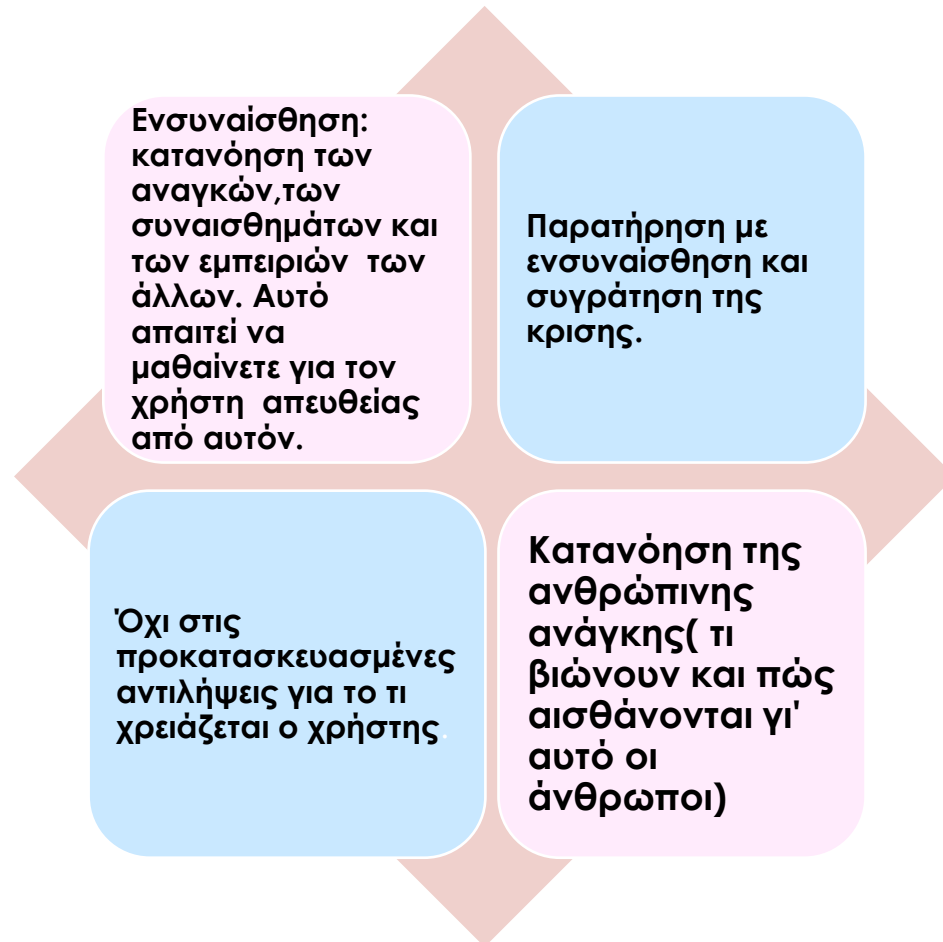 Ενσυναίσθηση:
κατανόηση των
αναγκών,των
συναισθημάτων και
των εμπειριών  των
άλλων. Αυτό
απαιτεί να
μαθαίνετε για τον
χρήστη  απευθείας
από αυτόν.
Παρατήρηση με
ενσυναίσθηση και
συγράτηση της
κρισης.
Όχι στις
προκατασκευασμένες
αντιλήψεις για το τι
χρειάζεται ο χρήστης.
Κατανόηση της
ανθρώπινης
ανάγκης( τι
βιώνουν και πώς
αισθάνονται γι'
αυτό οι
άνθρωποι)